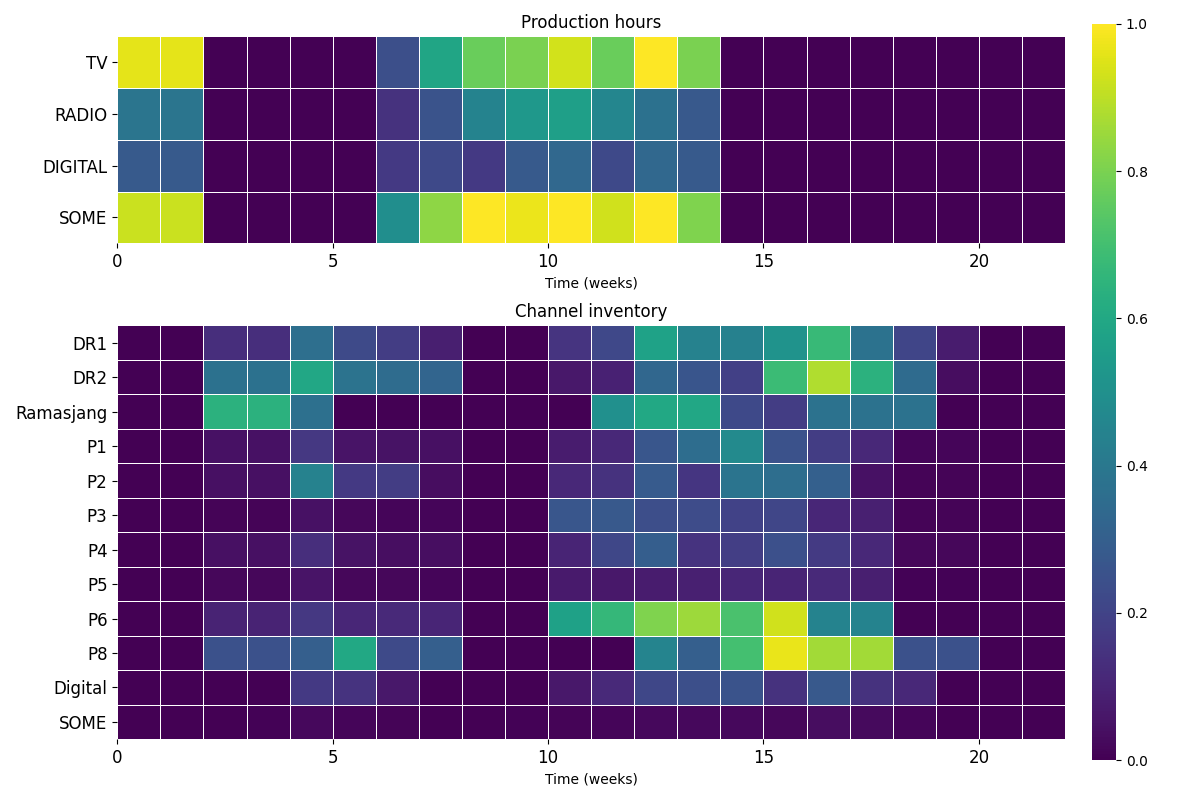 Production hours
TV
RADIO
DIGITAL
SOME
0 5 10 15 20
Time (weeks)
Channel inventory
DR1
DR2
Ramasjang
P1
P2
P3
P4
P5
P6
P8
Digital
SOME
0 5 10 15 20
Time (weeks)
1.0
0.8
0.6
0.4
0.2
0.0